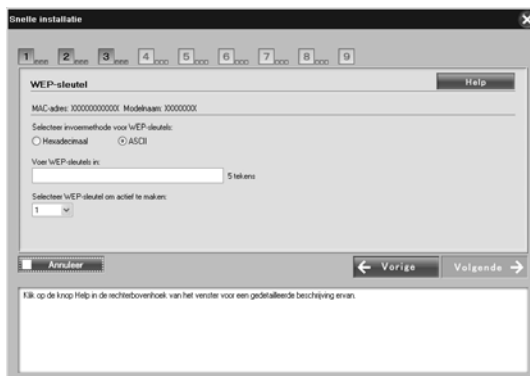 Snelle installatie
1 2 3 4 5 6 7 8 9
WEP-sleutel
Help
MAC-adres: XXXXXXXXXXXX Modelnaam: XXXXXXXX
Selecteer invoermethode voor WEP-sleutels:
Hexadecimaal ASCII
Voer WEP-sleutels in:
5 tekens
Selecteer WEP-sleutel om actief te maken:
1
Annuleer
Vorige
Volgende
Klik op de knop Help in de rechterbovenhoek van het venster voor een gedetailleerde beschrijving ervan.